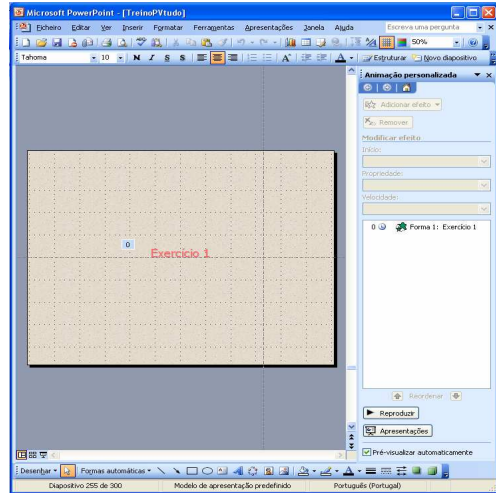 Microsoft PowerPoint - [TreinoPVtudo]
Ficheiro Editar Ver Inserir Formatar Ferramentas Apresentações Janela Ajuda Escreva uma pergunta
50%
Tahoma 10 N I S S A A Estruturar Novo diapositivo
Animação personalizada
Adicionar efeito
Remover
Modificar efeito
Início:
Propriedade:
Velocidade:
0 Forma 1: Exercício 1
0
Exercício 1
Reordenar
Reproduzir
Apresentações
Pré-visualizar automaticamente
Desenhar Formas automáticas
Diapositivo 255 de 300 Modelo de apresentação predefinido Português (Portugal)